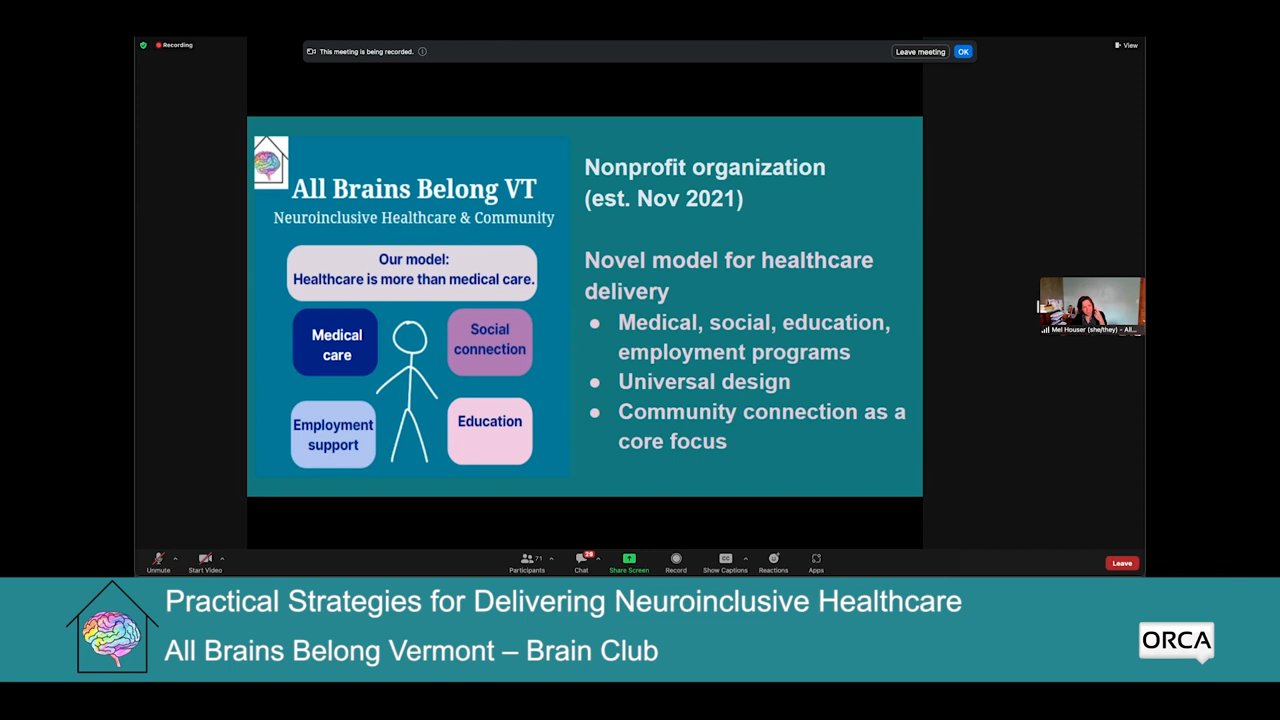 Recording
This meeting is being recorded.
Leave meeting
OK
View
All Brains Belong VT
Neuroinclusive Healthcare & Community
Our model:
Healthcare is more than medical care.
Medical
care
Social
connection
Employment
support
Education
Nonprofit organization
(est. Nov 2021)
Novel model for healthcare
delivery
● Medical, social, education,
employment programs
● Universal design
● Community connection as a
core focus
Mel Houser (she/they) - All...
Unmute
Start Video
71
Participants
29
Chat
Share Screen
Record
CC
Show Captions
Reactions
Apps
Leave
Practical Strategies for Delivering Neuroinclusive Healthcare
All Brains Belong Vermont – Brain Club
ORCA